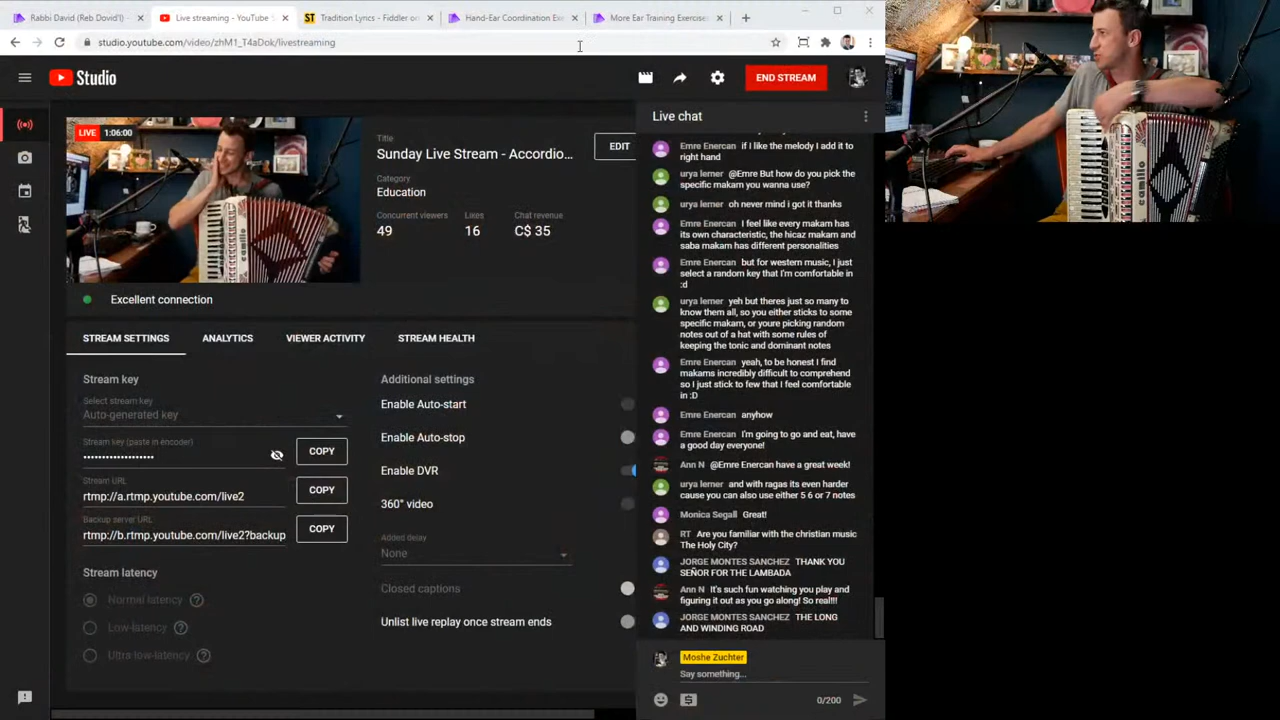 Rabbi David (Reb Dovid'l) -
Live streaming - YouTube S
ST Tradition Lyrics - Fiddler on
Hand-Ear Coordination Exe
More Ear Training Exercises
studio.youtube.com/video/zhM1_T4aDok/livestreaming
Studio
END STREAM
LIVE 1:06:00
Title
Sunday Live Stream - Accordio...
EDIT
Category
Education
Concurrent viewers
49
Likes
16
Chat revenue
C$ 35
Excellent connection
STREAM SETTINGS
ANALYTICS
VIEWER ACTIVITY
STREAM HEALTH
Stream key
Select stream key
Auto-generated key
Stream key (paste in encoder)
••••••••••••••••••••
COPY
Stream URL
rtmp://a.rtmp.youtube.com/live2
COPY
Backup server URL
rtmp://b.rtmp.youtube.com/live2?backup
COPY
Stream latency
Normal latency
Low-latency
Ultra low-latency
Additional settings
Enable Auto-start
Enable Auto-stop
Enable DVR
360° video
Added delay
None
Closed captions
Unlist live replay once stream ends
Live chat
Emre Enercan if I like the melody I add it to
right hand
urya lerner @Emre But how do you pick the
specific makam you wanna use?
urya lerner oh never mind i got it thanks
Emre Enercan I feel like every makam has
its own characteristic, the hicaz makam and
saba makam has different personalities
Emre Enercan but for western music, I just
select a random key that I'm comfortable in
:d
urya lerner yeh but theres just so many to
know them all, so you either sticks to some
specific makam, or youre picking random
notes out of a hat with some rules of
keeping the tonic and dominant notes
Emre Enercan yeah, to be honest I find
makams incredibly difficult to comprehend
so I just stick to few that I feel comfortable
in :D
Emre Enercan anyhow
Emre Enercan I'm going to go and eat, have
a good day everyone!
Ann N @Emre Enercan have a great week!
urya lerner and with ragas its even harder
cause you can also use either 5 6 or 7 notes
Monica Segall Great!
RT Are you familiar with the christian music
The Holy City?
JORGE MONTES SANCHEZ THANK YOU
SEÑOR FOR THE LAMBADA
Ann N It's such fun watching you play and
figuring it out as you go along! So real!!!
JORGE MONTES SANCHEZ THE LONG
AND WINDING ROAD
Moshe Zuchter
Say something...
0/200
camillo